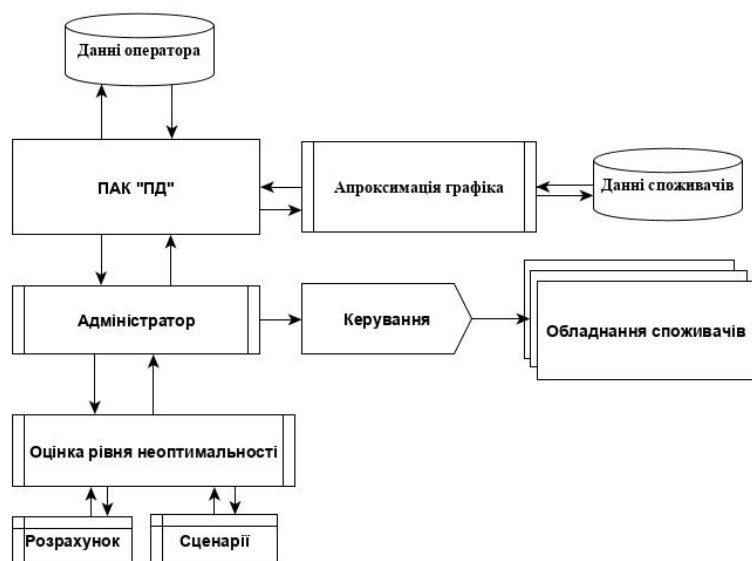 Данні оператора
ПАК "ПД"
Апроксимація графіка
Данні споживачів
Адміністратор
Керування
Обладнання споживачів
Оцінка рівня неоптимальності
Розрахунок
Сценарії